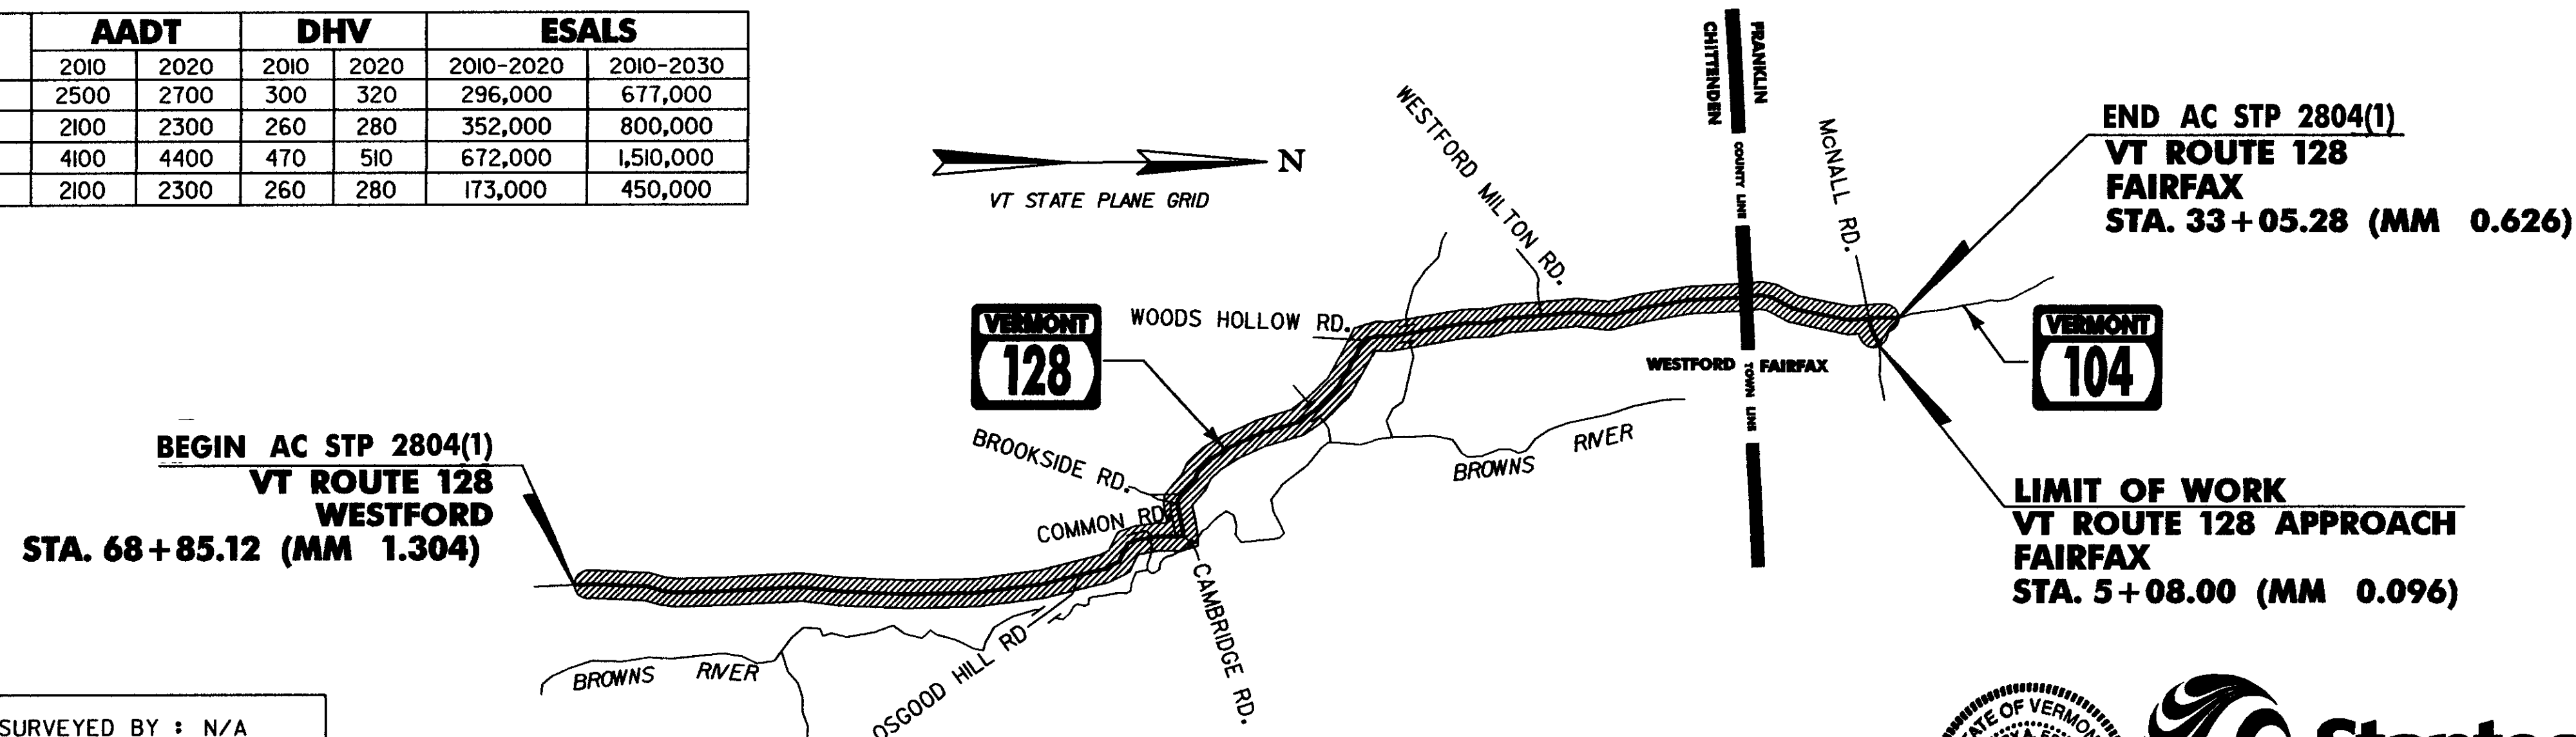 AADT DHV ESALS
2010 2020 2010 2020 2010-2020 2010-2030
2500 2700 300 320 296,000 677,000
2100 2300 260 280 352,000 800,000
4100 4400 470 510 672,000 1,510,000
2100 2300 260 280 173,000 450,000
N
VT STATE PLANE GRID
WESTFORD MILTON RD.
CHITTENDEN
FRANKLIN
COUNTY LINE
McNALL RD.
END AC STP 2804(1)
VT ROUTE 128
FAIRFAX
STA. 33+05.28 (MM 0.626)
VERMONT
128
WOODS HOLLOW RD.
VERMONT
104
WESTFORD
FAIRFAX
TOWN LINE
BEGIN AC STP 2804(1)
VT ROUTE 128
WESTFORD
STA. 68+85.12 (MM 1.304)
BROOKSIDE RD.
COMMON RD
BROWNS RIVER
LIMIT OF WORK
VT ROUTE 128 APPROACH
FAIRFAX
STA. 5+08.00 (MM 0.096)
CAMBRIDGE RD.
OSGOOD HILL RD
BROWNS RIVER
SURVEYED BY : N/A
STATE OF VERMON
Stantec